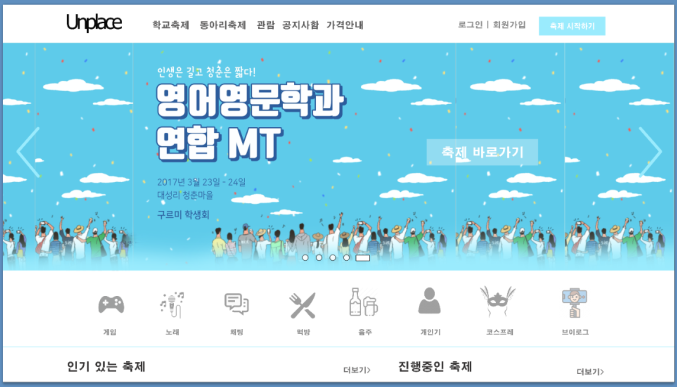 Unplace
학교축제 동아리축제 관람 공지사항 가격안내
로그인 | 회원가입
축제 시작하기
인생은 길고 청춘은 짧다!
영어영문학과
연합 MT
축제 바로가기
2017년 3월 23일 - 24일
대성리 청춘마을
구르미 학생회
게임 노래 채팅 먹방 음주 개인기 코스프레 브이로그
인기 있는 축제 더보기> 진행중인 축제 더보기>